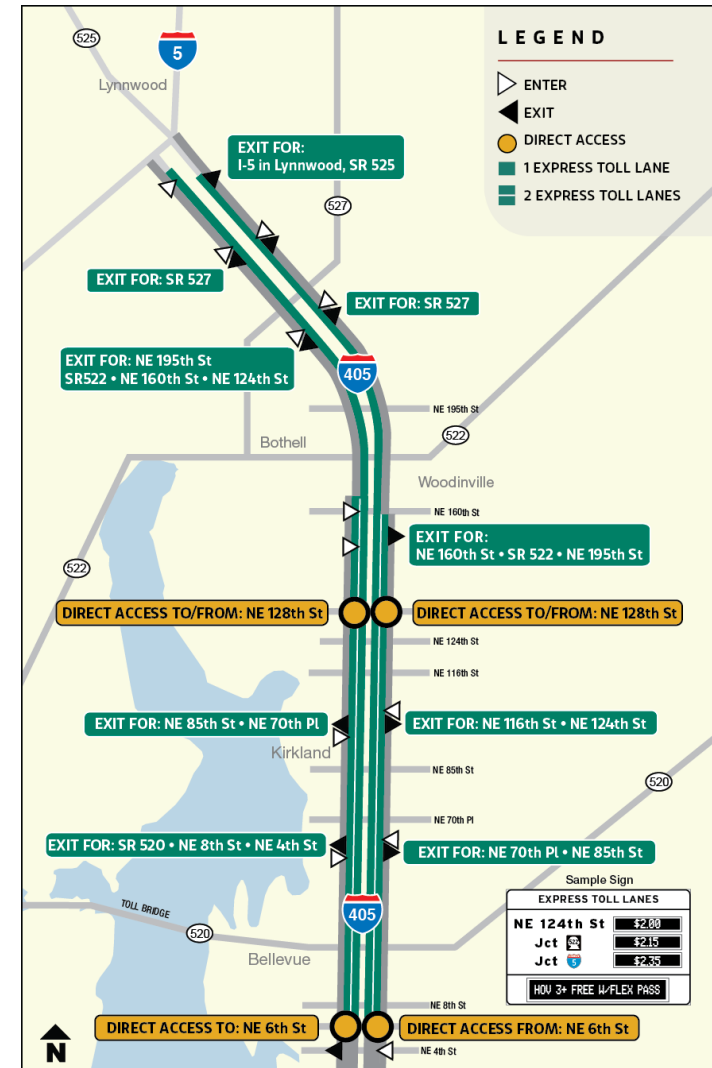 525
5
Lynnwood
LEGEND
ENTER
EXIT
DIRECT ACCESS
1 EXPRESS TOLL LANE
2 EXPRESS TOLL LANES
EXIT FOR:
I-5 in Lynnwood, SR 525
527
EXIT FOR: SR 527
EXIT FOR: SR 527
EXIT FOR: NE 195th St
SR522 • NE 160th St • NE 124th St
405
NE 195th St
Bothell
522
Woodinville
NE 160th St
EXIT FOR:
NE 160th St • SR 522 • NE 195th St
522
DIRECT ACCESS TO/FROM: NE 128th St
DIRECT ACCESS TO/FROM: NE 128th St
NE 124th St
NE 116th St
EXIT FOR: NE 85th St • NE 70th Pl
EXIT FOR: NE 116th St • NE 124th St
Kirkland
NE 85th St
520
NE 70th Pl
EXIT FOR: SR 520 • NE 8th St • NE 4th St
EXIT FOR: NE 70th Pl • NE 85th St
Sample Sign
EXPRESS TOLL LANES
NE 124th St $2.00
Jct 522 $2.15
Jct 5 $2.35
HOV 3+ FREE W/FLEX PASS
405
TOLL BRIDGE
520
Bellevue
NE 8th St
DIRECT ACCESS TO: NE 6th St
DIRECT ACCESS FROM: NE 6th St
NE 4th St
N